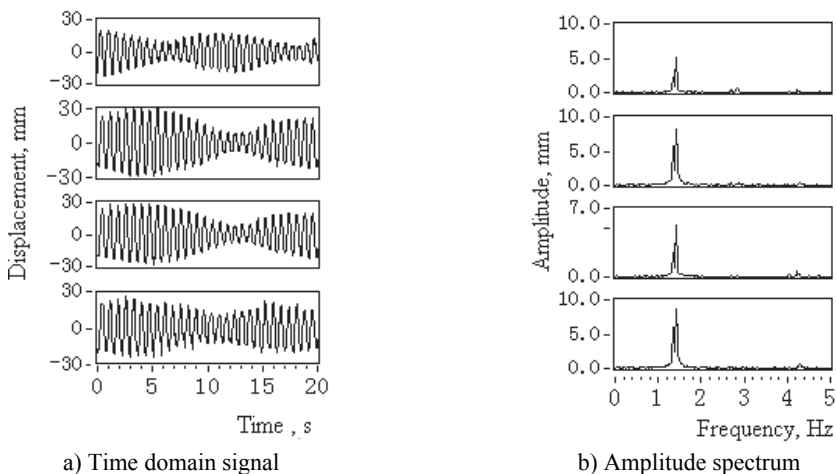 30
0
-30
30
0
-30
30
0
-30
30
0
-30
0 5 10 15 20
Displacement, mm
Time , s
a) Time domain signal
10.0
5.0
0.0
10.0
5.0
0.0
7.0
0.0
10.0
5.0
0.0
0 1 2 3 4 5
Amplitude, mm
Frequency, Hz
b) Amplitude spectrum